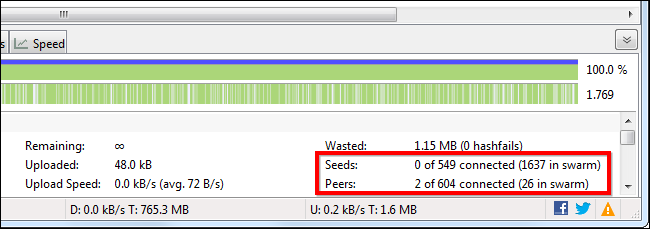 Speed
100.0 %
1.769
Remaining: ∞ Wasted: 1.15 MB (0 hashfails)
Uploaded: 48.0 kB Seeds: 0 of 549 connected (1637 in swarm)
Upload Speed: 0.0 kB/s (avg. 72 B/s) Peers: 2 of 604 connected (26 in swarm)
D: 0.0 kB/s T: 765.3 MB U: 0.2 kB/s T: 1.6 MB